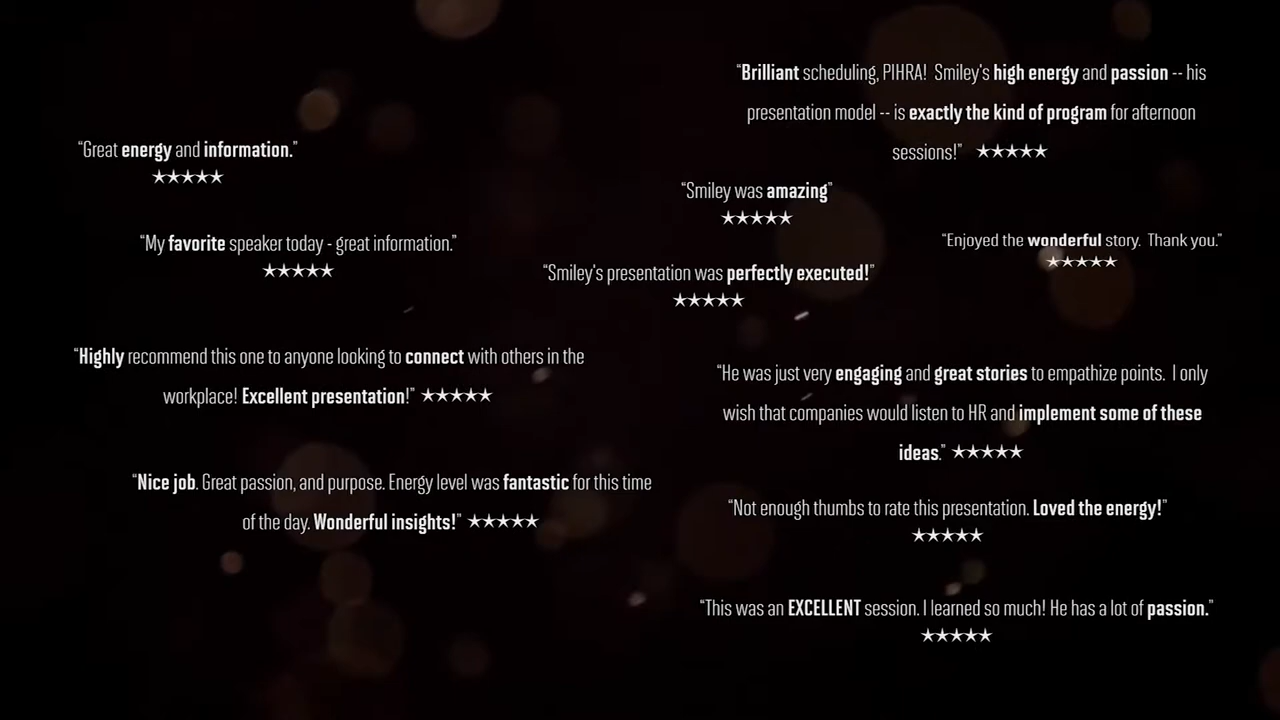 “Great energy and information.”
★★★★★
“My favorite speaker today - great information.”
★★★★★
“Highly recommend this one to anyone looking to connect with others in the
workplace! Excellent presentation!” ★★★★★
“Nice job. Great passion, and purpose. Energy level was fantastic for this time
of the day. Wonderful insights!” ★★★★★
“Brilliant scheduling, PIHRA!  Smiley's high energy and passion -- his
presentation model -- is exactly the kind of program for afternoon
sessions!” ★★★★★
“Smiley was amazing”
★★★★★
“Enjoyed the wonderful story.  Thank you.”
★★★★★
“Smiley's presentation was perfectly executed!”
★★★★★
“He was just very engaging and great stories to empathize points.  I only
wish that companies would listen to HR and implement some of these
ideas.” ★★★★★
“Not enough thumbs to rate this presentation. Loved the energy!”
★★★★★
“This was an EXCELLENT session. I learned so much! He has a lot of passion.”
★★★★★